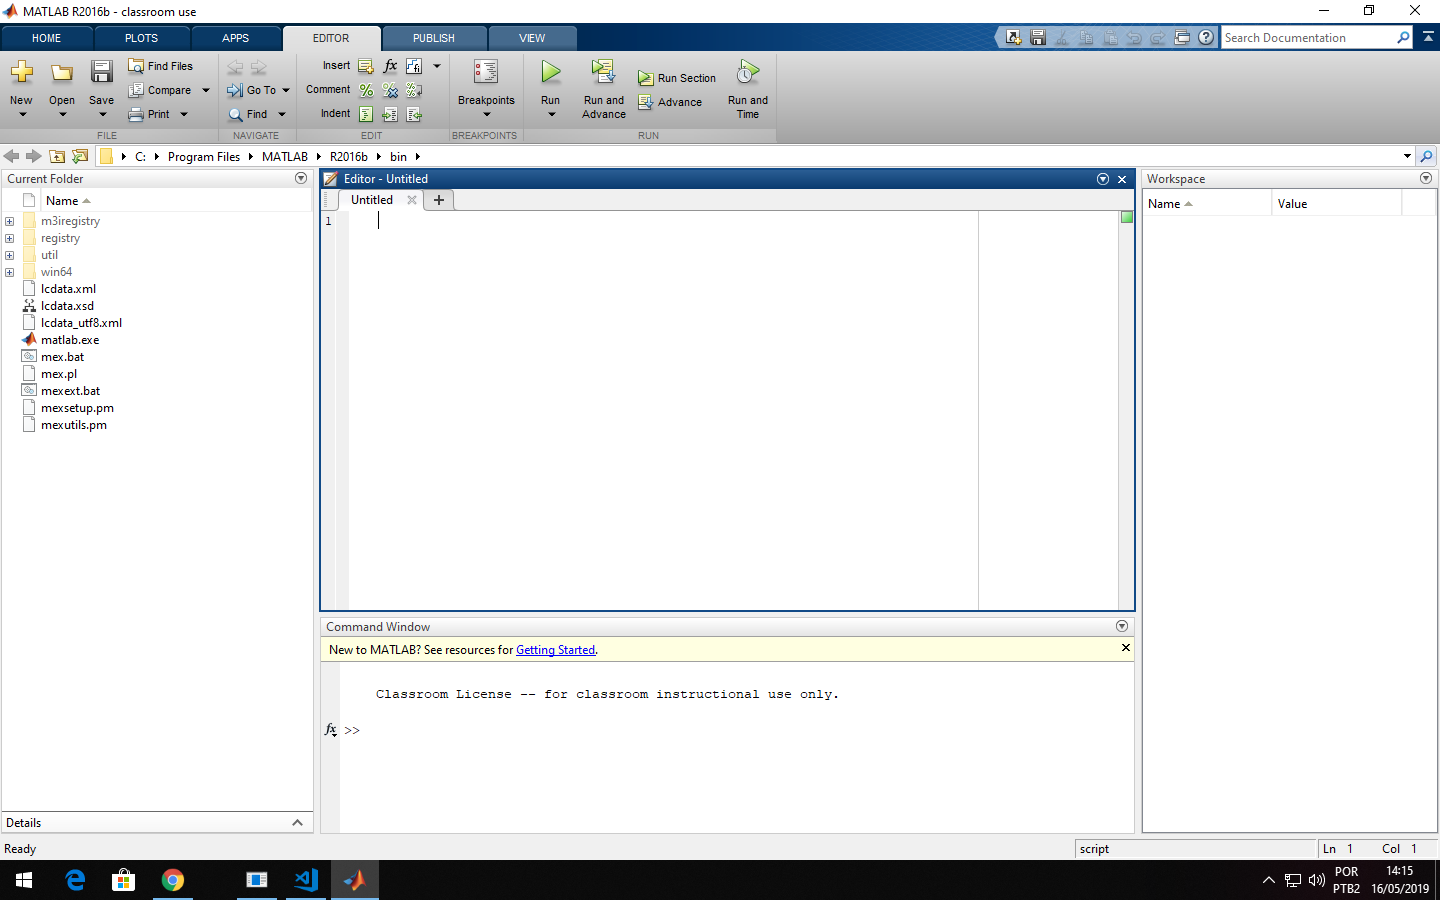 MATLAB R2016b - classroom use
HOME PLOTS APPS EDITOR PUBLISH VIEW
Search Documentation
New Open Save Find Files Compare Print
Go To Find
Insert fx
Comment
Indent
Breakpoints
Run Run and Advance Run Section Advance Run and Time
FILE NAVIGATE EDIT BREAKPOINTS RUN
C: Program Files MATLAB R2016b bin
Current Folder
Name
m3iregistry
registry
util
win64
lcdata.xml
lcdata.xsd
lcdata_utf8.xml
matlab.exe
mex.bat
mex.pl
mexext.bat
mexsetup.pm
mexutils.pm
Details
Editor - Untitled
Untitled
1
Command Window
New to MATLAB? See resources for Getting Started.
Classroom License -- for classroom instructional use only.
fx >>
Workspace
Name Value
Ready
script
Ln 1 Col 1
POR
PTB2
14:15
16/05/2019